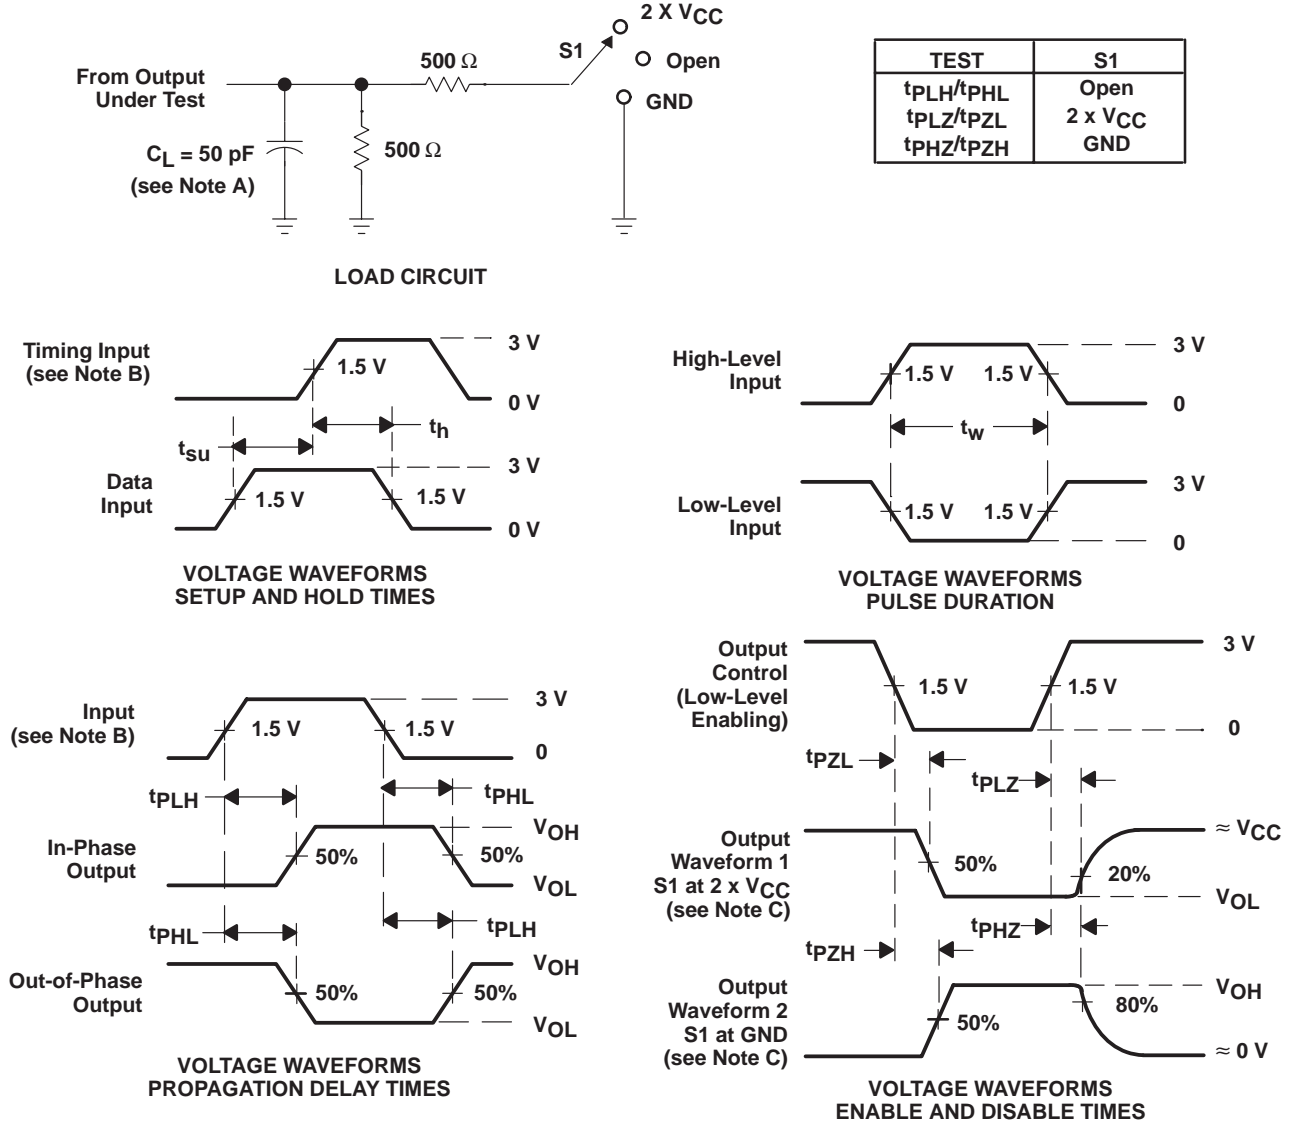 2 X VCC
S1
Open
GND
500 Ω
From Output
Under Test
CL = 50 pF
(see Note A)
500 Ω
LOAD CIRCUIT
TEST S1
tPLH/tPHL Open
tPLZ/tPZL 2 x VCC
tPHZ/tPZH GND
Timing Input
(see Note B)
1.5 V
3 V
0 V
th
tsu
Data
Input
1.5 V
1.5 V
3 V
0 V
VOLTAGE WAVEFORMS
SETUP AND HOLD TIMES
High-Level
Input
1.5 V
1.5 V
3 V
0
tw
Low-Level
Input
1.5 V
1.5 V
3 V
0
VOLTAGE WAVEFORMS
PULSE DURATION
Input
(see Note B)
1.5 V
1.5 V
3 V
0
tPLH
tPHL
In-Phase
Output
50%
50%
VOH
VOL
tPHL
tPLH
Out-of-Phase
Output
50%
50%
VOH
VOL
VOLTAGE WAVEFORMS
PROPAGATION DELAY TIMES
Output
Control
(Low-Level
Enabling)
1.5 V
1.5 V
3 V
0
tPZL
tPLZ
Output
Waveform 1
S1 at 2 x VCC
(see Note C)
50%
20%
≈ VCC
VOL
tPHZ
tPZH
Output
Waveform 2
S1 at GND
(see Note C)
50%
80%
VOH
≈ 0 V
VOLTAGE WAVEFORMS
ENABLE AND DISABLE TIMES